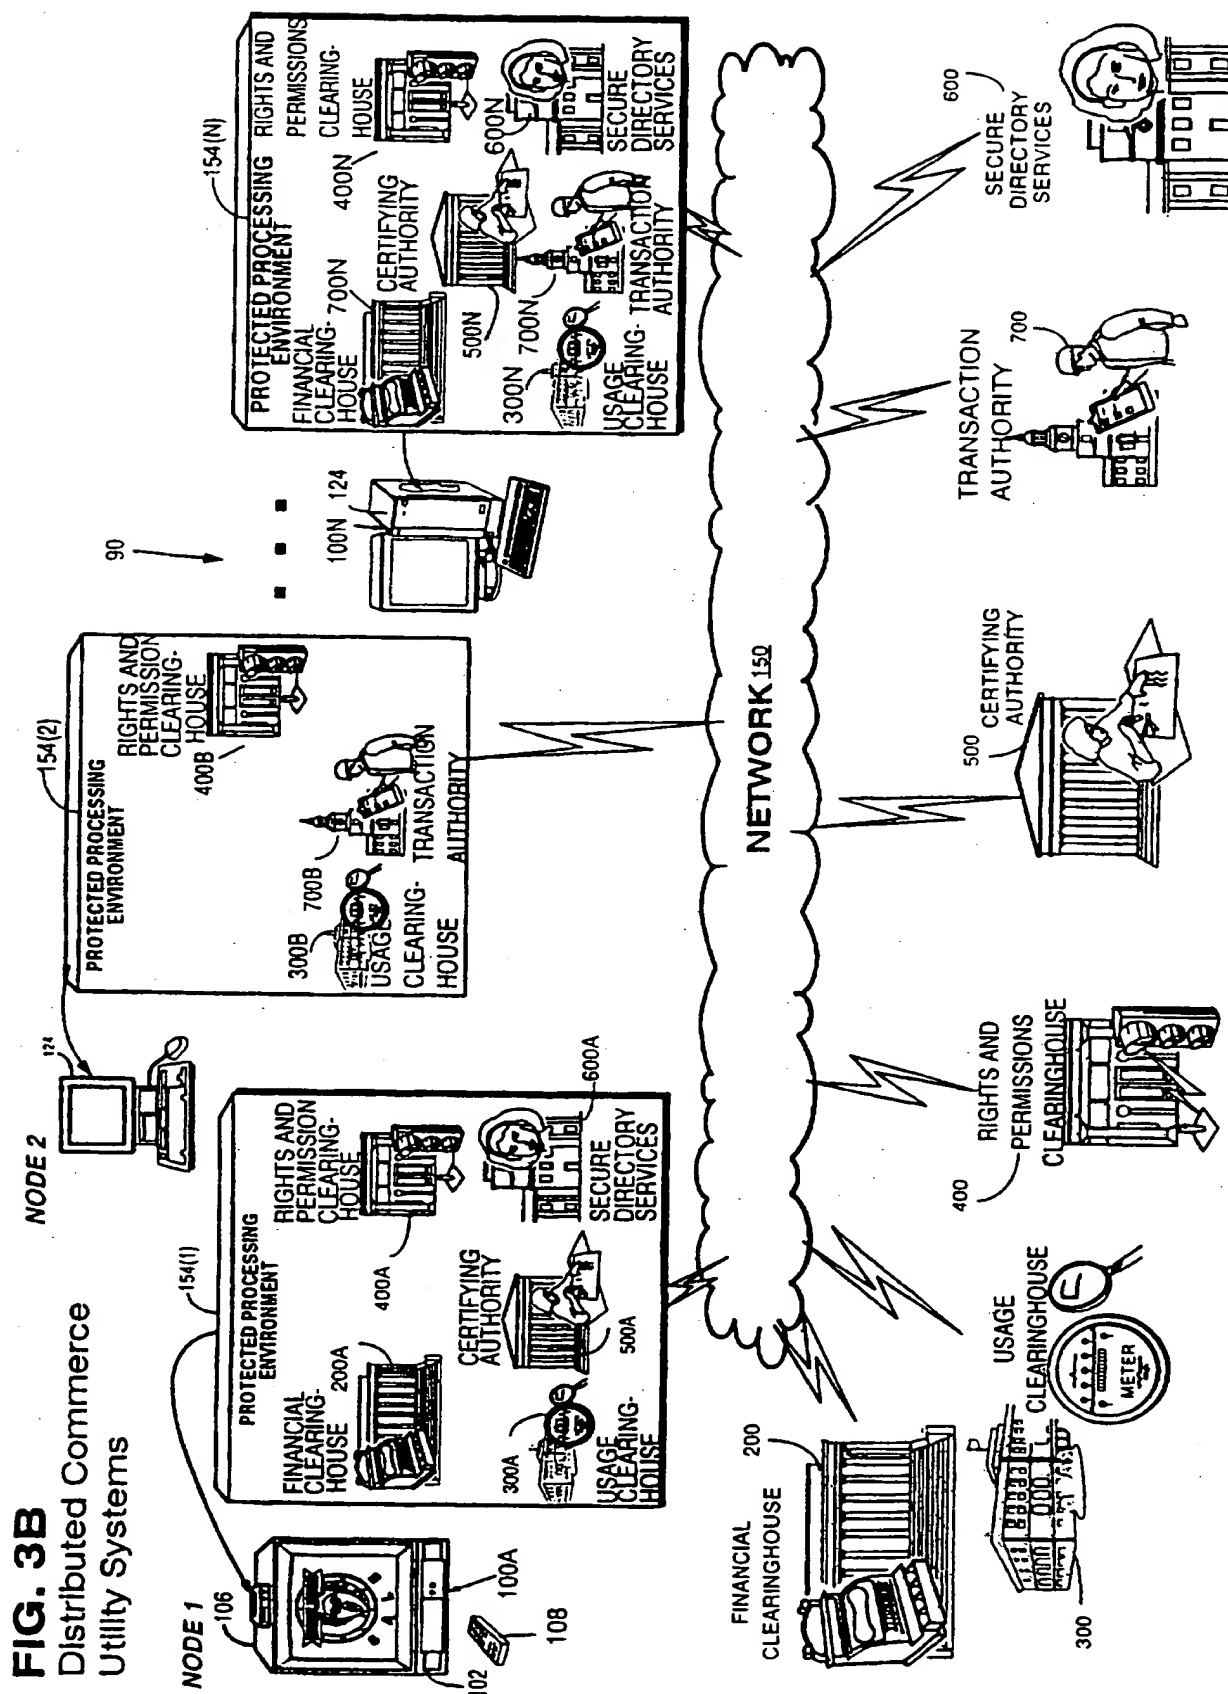 FIG. 3B
Distributed Commerce
Utility Systems
NODE 1
106
102
108
100A
154(1)
PROTECTED PROCESSING
ENVIRONMENT
FINANCIAL
CLEARING-
HOUSE
200A
RIGHTS AND
PERMISSION
CLEARING-
HOUSE
400A
CERTIFYING
AUTHORITY
500A
300A
USAGE
CLEARING-
HOUSE
SECURE
DIRECTORY
SERVICES
600A
NODE 2
124
154(2)
PROTECTED PROCESSING
ENVIRONMENT
RIGHTS AND
PERMISSION
CLEARING-
HOUSE
400B
300B
USAGE
CLEARING-
HOUSE
700B
TRANSACTION
AUTHORITY
90
100N
124
154(N)
PROTECTED PROCESSING
ENVIRONMENT
RIGHTS AND
PERMISSIONS
CLEARING-
HOUSE
400N
FINANCIAL
CLEARING-
HOUSE
700N
CERTIFYING
AUTHORITY
500N
600N
SECURE
DIRECTORY
SERVICES
300N
USAGE
CLEARING-
HOUSE
700N
TRANSACTION
AUTHORITY
NETWORK 150
FINANCIAL
CLEARINGHOUSE
200
300
USAGE
CLEARINGHOUSE
METER
400
RIGHTS AND
PERMISSIONS
CLEARINGHOUSE
500
CERTIFYING
AUTHORITY
TRANSACTION
AUTHORITY
700
SECURE
DIRECTORY
SERVICES
600